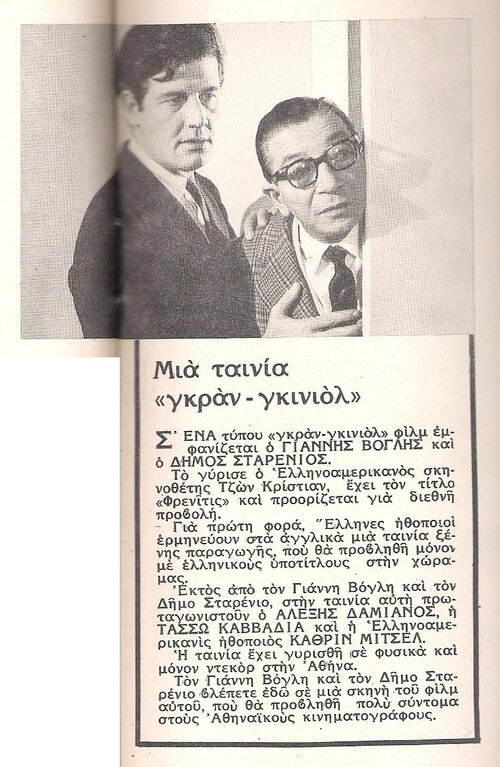 Μιὰ ταινία
«γκρὰν - γκινιὸλ»
Σ' ΕΝΑ τύπου «γκρὰν-γκινιὸλ» φὶλμ ἐμ-
φανίζεται ὁ ΓΙΑΝΝΗΣ ΒΟΓΛΗΣ καὶ
ὁ ΔΗΜΟΣ ΣΤΑΡΕΝΙΟΣ.
Τὸ γύρισε ὁ Ἑλληνοαμερικανὸς σκη-
νοθέτης Τζὼν Κρίστιαν, ἔχει τὸν τίτλο
«Φρενίτις» καὶ προορίζεται γιὰ διεθνῆ
προβολή.
Γιὰ πρώτη φορά, Ἕλληνες ἠθοποιοὶ
ἑρμηνεύουν στὰ ἀγγλικὰ μιὰ ταινία ξέ-
νης παραγωγῆς, ποὺ θὰ προβληθῆ μόνον
μὲ ἑλληνικοὺς ὑποτίτλους στὴν χώρα-
μας.
Ἐκτὸς ἀπὸ τὸν Γιάννη Βόγλη καὶ τὸν
Δῆμο Σταρένιο, στὴν ταινία αὐτὴ πρω-
ταγωνιστοῦν ὁ ΑΛΕΞΗΣ ΔΑΜΙΑΝΟΣ, ἡ
ΤΑΣΣΩ ΚΑΒΒΑΔΙΑ καὶ ἡ Ἑλληνοαμε-
ρικανὶς ἠθοποιὸς ΚΑΘΡΙΝ ΜΙΤΣΕΛ.
Ἡ ταινία ἔχει γυρισθῆ σὲ φυσικὰ καὶ
μόνον ντεκὸρ στὴν Ἀθήνα.
Τὸν Γιάννη Βόγλη καὶ τὸν Δῆμο Στα-
ρένιο βλέπετε ἐδῶ σὲ μιὰ σκηνὴ τοῦ φὶλμ
αὐτοῦ, ποὺ θὰ προβληθῆ πολὺ σύντομα
στοὺς Ἀθηναϊκοὺς κινηματογράφους.